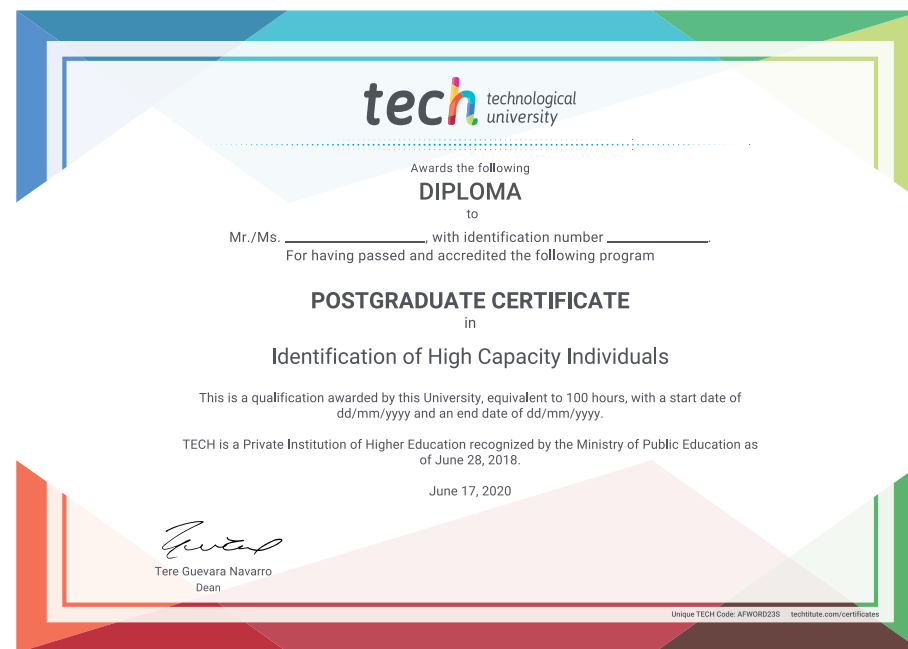 tech technological
university
Awards the following
DIPLOMA
to
Mr./Ms. ____________________, with identification number ______________.
For having passed and accredited the following program
POSTGRADUATE CERTIFICATE
in
Identification of High Capacity Individuals
This is a qualification awarded by this University, equivalent to 100 hours, with a start date of
dd/mm/yyyy and an end date of dd/mm/yyyy.
TECH is a Private Institution of Higher Education recognized by the Ministry of Public Education as
of June 28, 2018.
June 17, 2020
Tere Guevara Navarro
Dean
Unique TECH Code: AFWORD23S techtitute.com/certificates